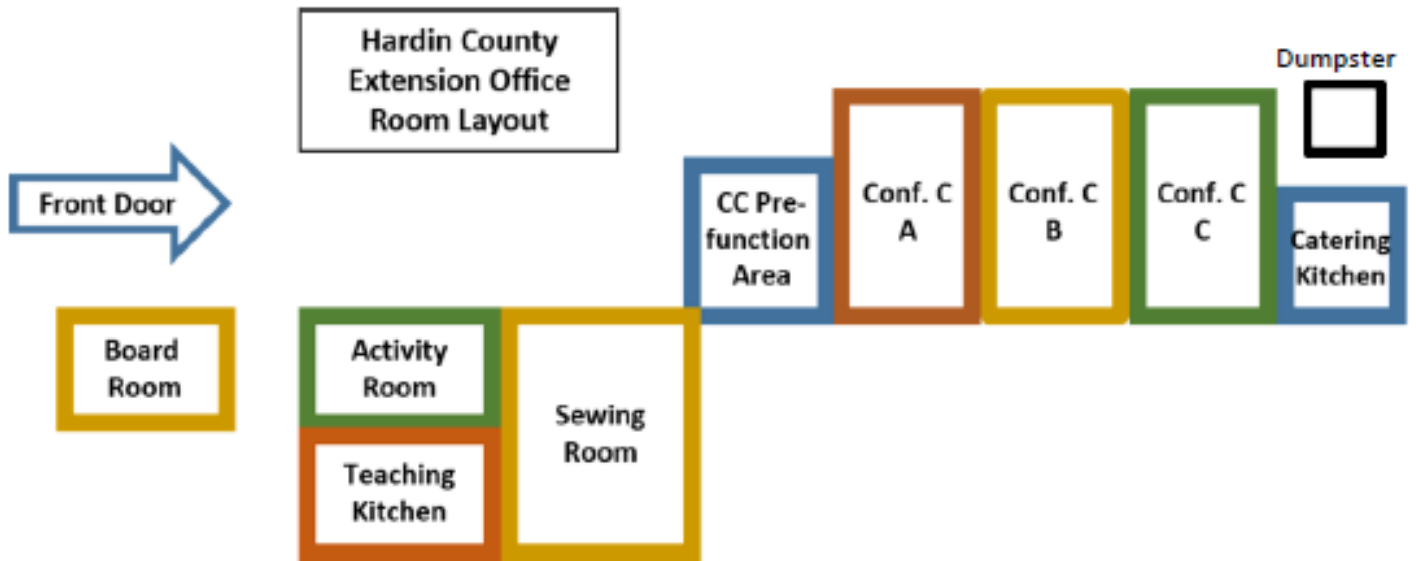 Hardin County
Extension Office
Room Layout
Dumpster
Front Door
CC Pre-
function
Area
Conf. C
A
Conf. C
B
Conf. C
C
Catering
Kitchen
Board
Room
Activity
Room
Sewing
Room
Teaching
Kitchen